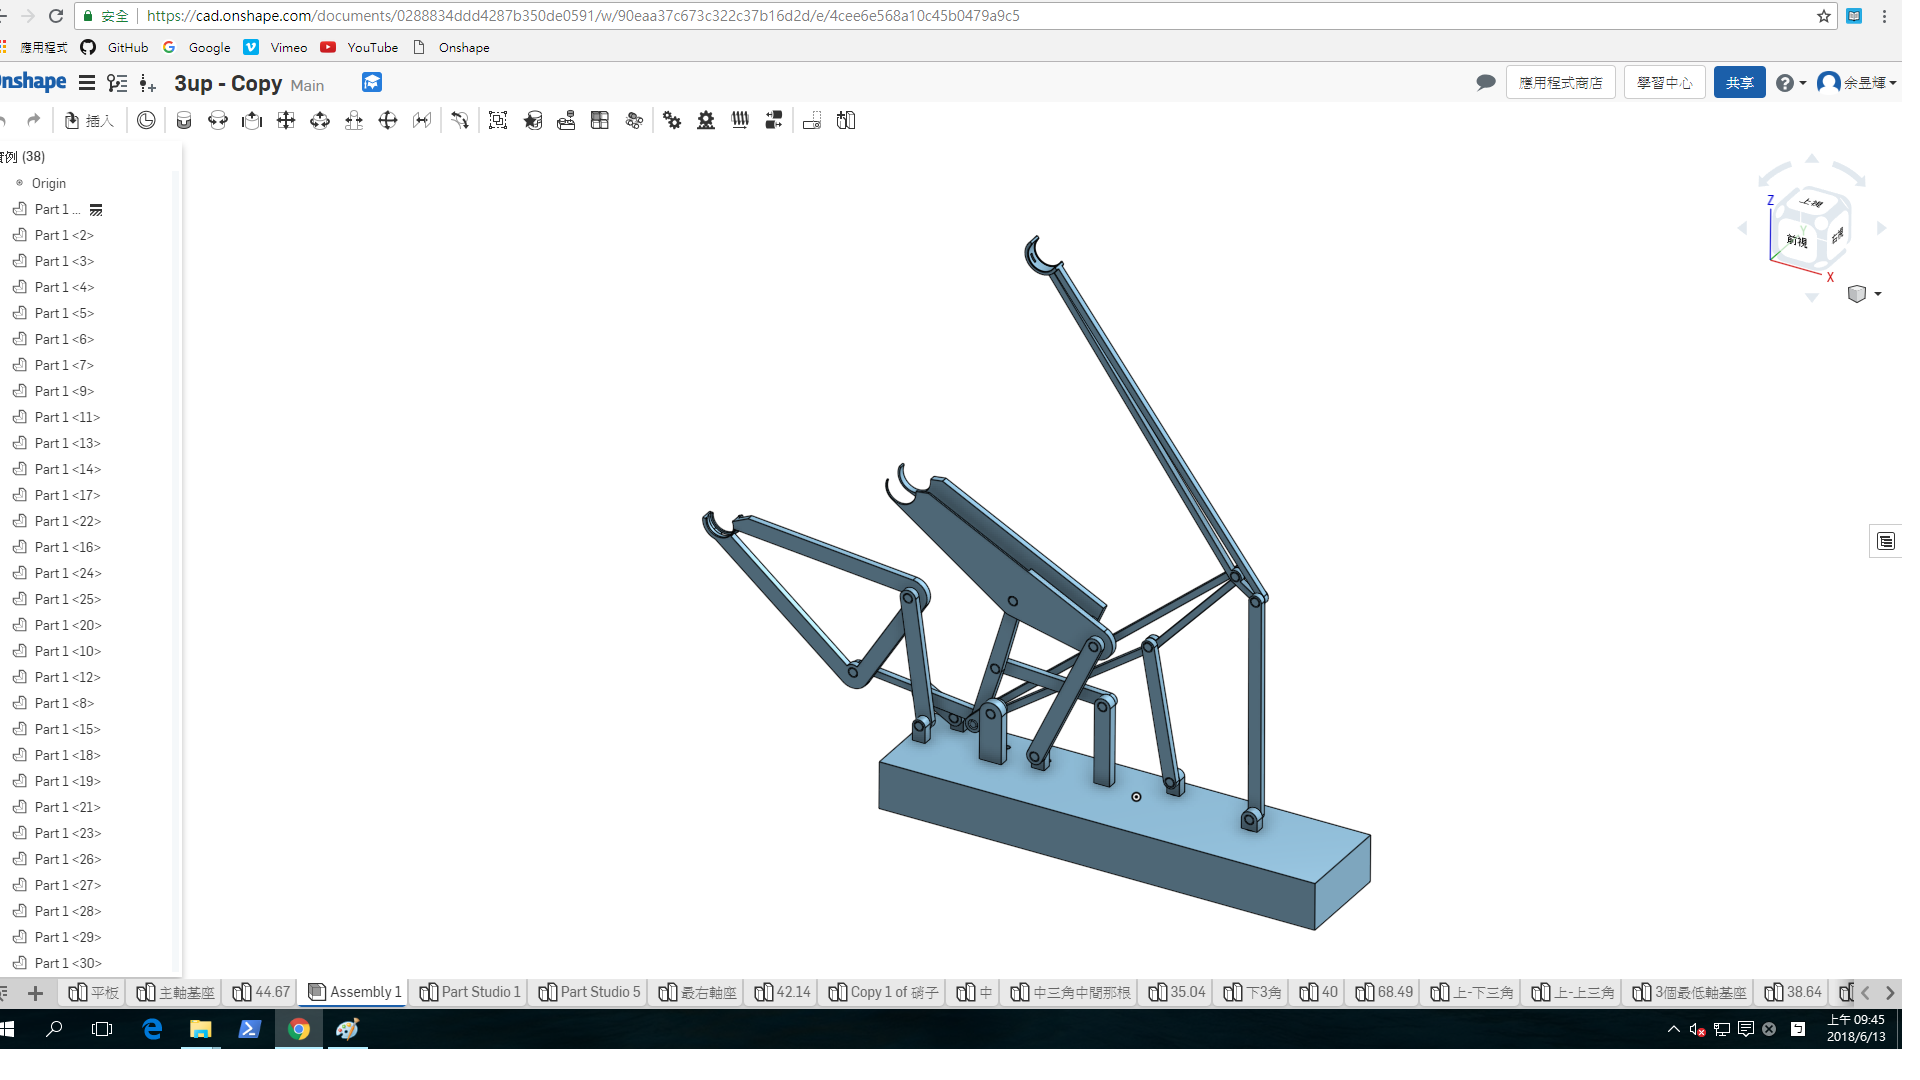 安全 https://cad.onshape.com/documents/0288834ddd4287b350de0591/w/90eaa37c673c322c37b16d2d/e/4cee6e568a10c45b0479a9c5
應用程式 GitHub Google Vimeo YouTube Onshape
nshape 3up - Copy Main 應用程式商店 學習中心 共享 余昱輝
插入
實例 (38)
Origin
Part 1 ...
Part 1 <2>
Part 1 <3>
Part 1 <4>
Part 1 <5>
Part 1 <6>
Part 1 <7>
Part 1 <9>
Part 1 <11>
Part 1 <13>
Part 1 <14>
Part 1 <17>
Part 1 <22>
Part 1 <16>
Part 1 <24>
Part 1 <25>
Part 1 <20>
Part 1 <10>
Part 1 <12>
Part 1 <8>
Part 1 <15>
Part 1 <18>
Part 1 <19>
Part 1 <21>
Part 1 <23>
Part 1 <26>
Part 1 <27>
Part 1 <28>
Part 1 <29>
Part 1 <30>
Z
上視
Y
前視 右視
X
平板 主軸基座 44.67 Assembly 1 Part Studio 1 Part Studio 5 最右軸座 42.14 Copy 1 of 硝子 中 中三角中間那根 35.04 下3角 40 68.49 上-下三角 上-上三角 3個最低軸基座 38.64
ㄅ 上午 09:45
2018/6/13